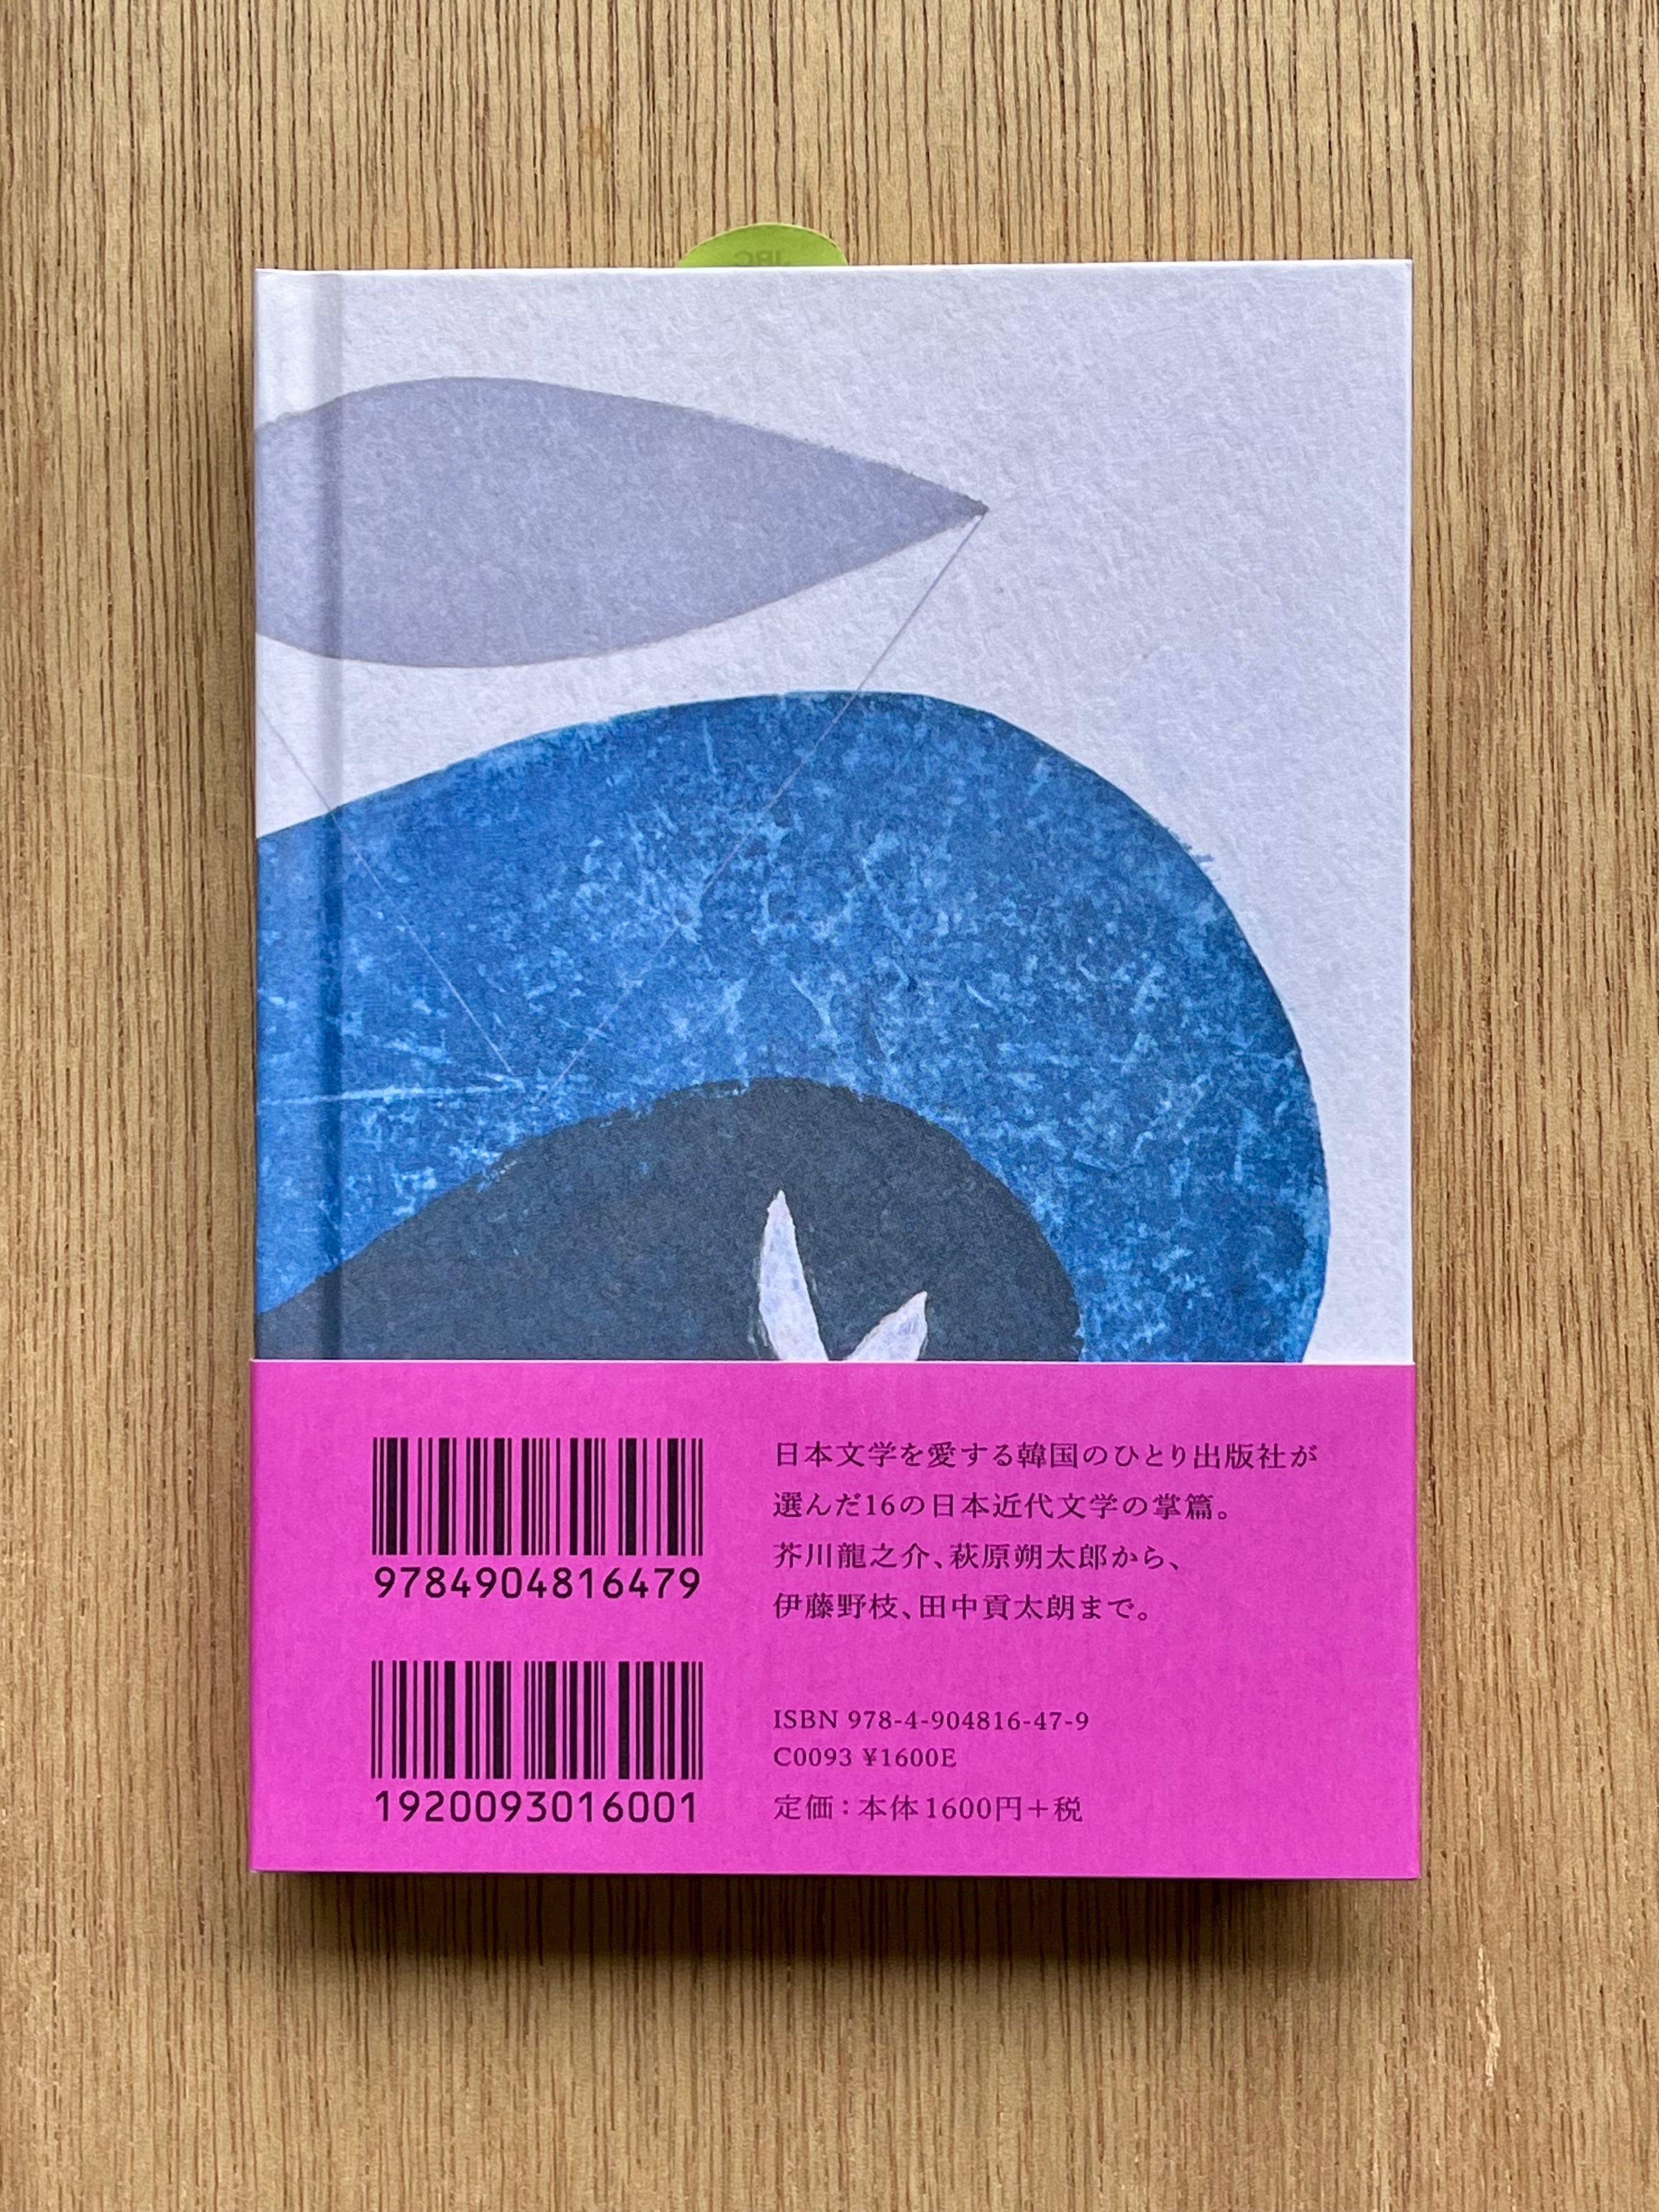 JBC
9784904816479
1920093016001
日本文学を愛する韓国のひとり出版社が
選んだ16の日本近代文学の掌篇。
芥川龍之介、萩原朔太郎から、
伊藤野枝、田中貢太朗まで。
ISBN 978-4-904816-47-9
C0093 ¥1600E
定価：本体1600円＋税